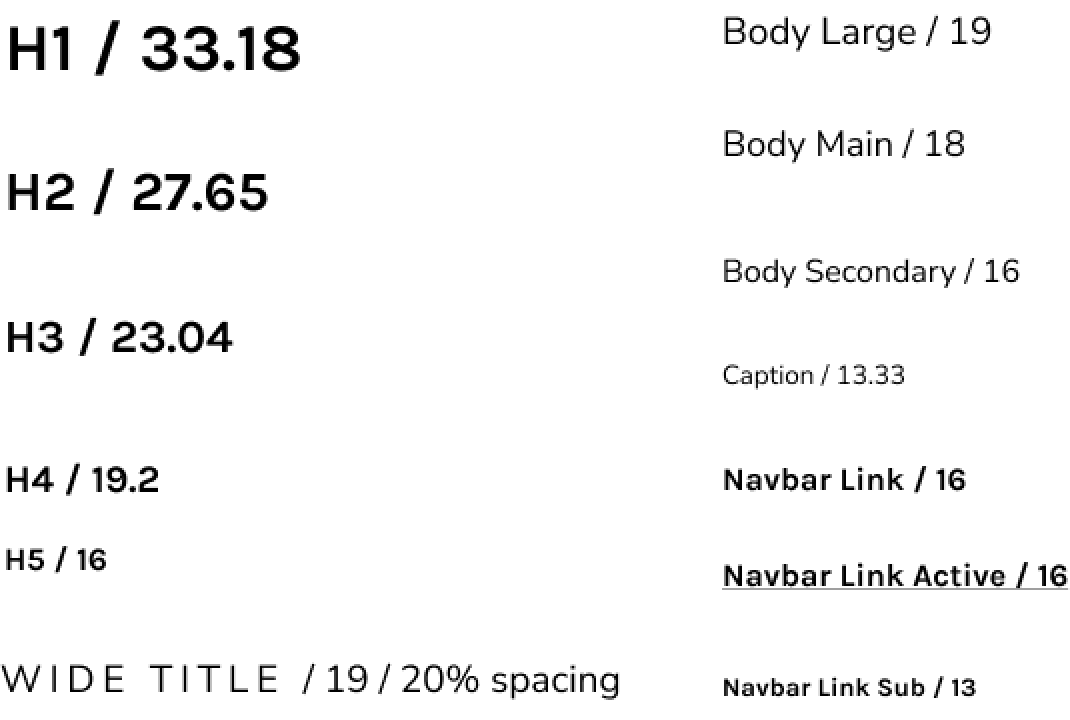 H1 / 33.18
H2 / 27.65
H3 / 23.04
H4 / 19.2
H5 / 16
WIDE TITLE / 19 / 20% spacing
Body Large / 19
Body Main / 18
Body Secondary / 16
Caption / 13.33
Navbar Link / 16
Navbar Link Active / 16
Navbar Link Sub / 13